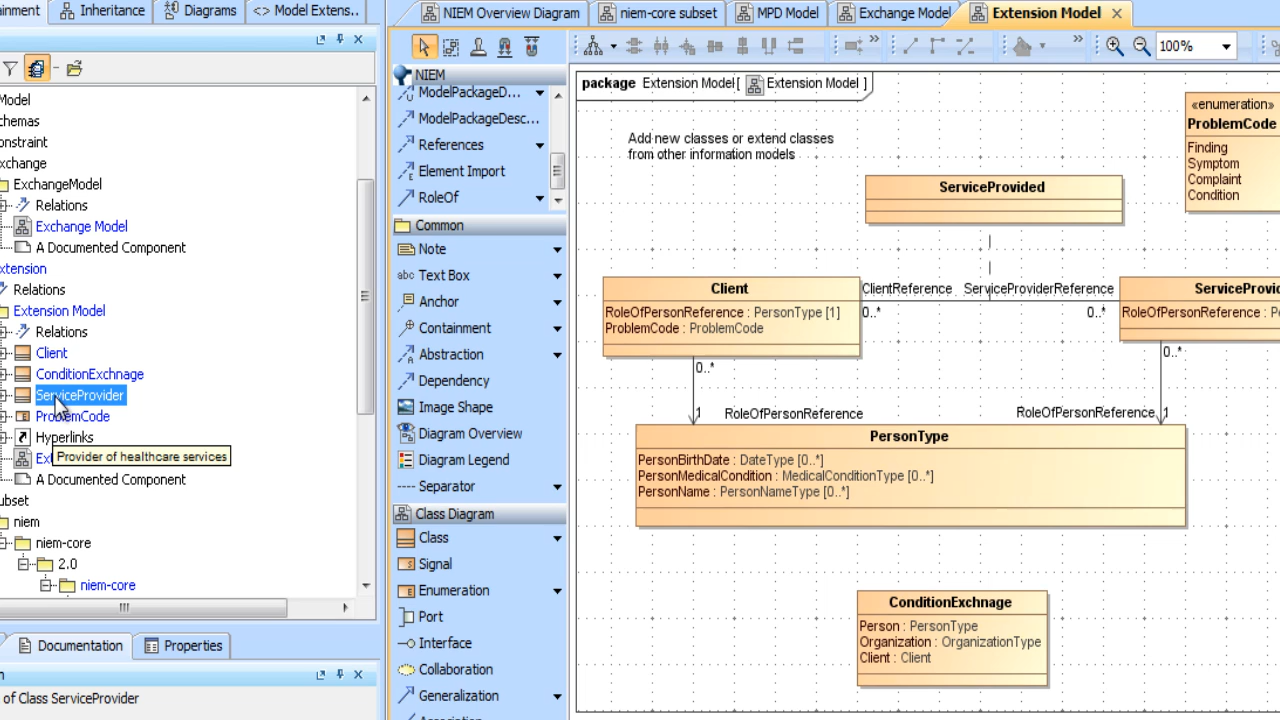 inment
Inheritance
Diagrams
<> Model Extens..
Model
chemas
onstraint
xchange
ExchangeModel
Relations
Exchange Model
A Documented Component
xtension
Relations
Extension Model
Relations
Client
ConditionExchnage
ServiceProvider
ProblemCode
Hyperlinks
Ex
Provider of healthcare services
A Documented Component
ubset
niem
niem-core
2.0
niem-core
Documentation
Properties
n
of Class ServiceProvider
NIEM Overview Diagram
niem-core subset
MPD Model
Exchange Model
Extension Model
100%
NIEM
ModelPackageD...
ModelPackageDesc...
References
Element Import
RoleOf
Common
Note
abc Text Box
Anchor
Containment
Abstraction
Dependency
Image Shape
Diagram Overview
Diagram Legend
Separator
Class Diagram
Class
Signal
Enumeration
Port
Interface
Collaboration
Generalization
Association
package Extension Model[ Extension Model ]
Add new classes or extend classes
from other information models
«enumeration»
ProblemCode
Finding
Symptom
Complaint
Condition
ServiceProvided
Client
RoleOfPersonReference : PersonType [1]
ProblemCode : ProblemCode
ClientReference
0..*
ServiceProviderReference
0..*
ServiceProvi
RoleOfPersonReference : P
0..*
1
RoleOfPersonReference
0..*
RoleOfPersonReference
1
PersonType
PersonBirthDate : DateType [0..*]
PersonMedicalCondition : MedicalConditionType [0..*]
PersonName : PersonNameType [0..*]
ConditionExchnage
Person : PersonType
Organization : OrganizationType
Client : Client